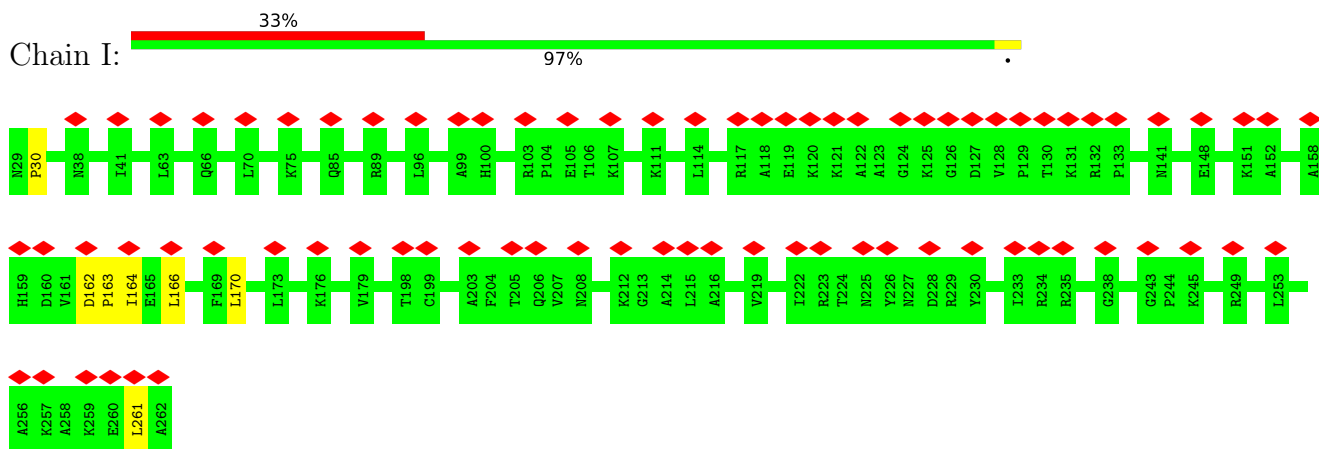 33%
Chain I:
97%
.
N29 P30 N38 I41 L63 Q66 L70 K75 Q85 R89 L96 A99 H100 R103 P104 E105 T106 K107 K111 L114 R117 A118 E119 K120 K121 A122 A123 G124 K125 G126 D127 V128 P129 T130 K131 R132 P133 N141 E148 K151 A152 A158
H159 D160 V161 D162 P163 I164 E165 L166 F169 L170 L173 K176 V179 T198 C199 A203 F204 T205 Q206 V207 N208 K212 G213 A214 L215 A216 V219 I222 R223 T224 N225 Y226 N227 D228 R229 Y230 I233 R234 R235 G238 G243 P244 K245 R249 L253
A256 K257 A258 K259 E260 L261 A262